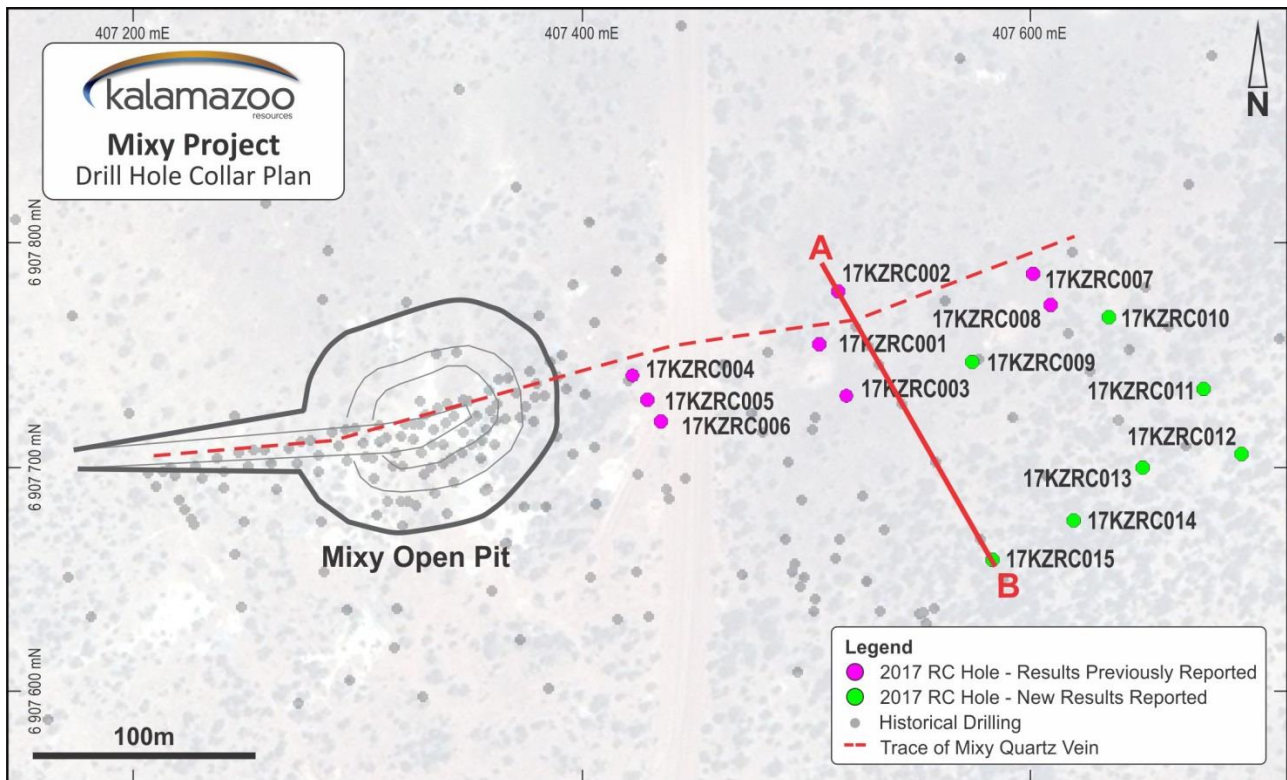 407 200 mE
407 400 mE
407 600 mE
kalamazoo
resources
Mixy Project
Drill Hole Collar Plan
N
6 907 800 mN
6 907 700 mN
6 907 600 mN
A
17KZRC002
17KZRC007
17KZRC008
17KZRC010
17KZRC001
17KZRC009
17KZRC004
17KZRC003
17KZRC011
17KZRC005
17KZRC006
17KZRC012
17KZRC013
17KZRC014
Mixy Open Pit
17KZRC015
B
Legend
2017 RC Hole - Results Previously Reported
2017 RC Hole - New Results Reported
Historical Drilling
Trace of Mixy Quartz Vein
100m